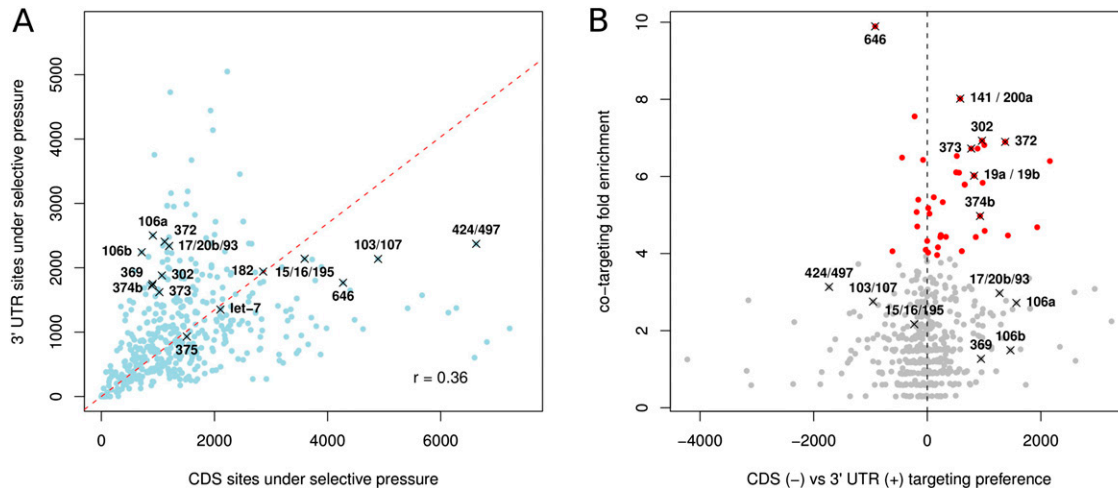 A
3' UTR sites under selective pressure
5000
4000
3000
2000
1000
0
106a
372
17/20b/93
106b
369
302
374b
373
182
let−7
375
15/16/195
103/107
424/497
646
r = 0.36
0
2000
4000
6000
CDS sites under selective pressure
B
co−targeting fold enrichment
10
8
6
4
2
0
646
141 / 200a
302
373
372
19a / 19b
374b
424/497
103/107
15/16/195
17/20b/93
106a
106b
369
−4000
−2000
0
2000
CDS (−) vs 3' UTR (+) targeting preference